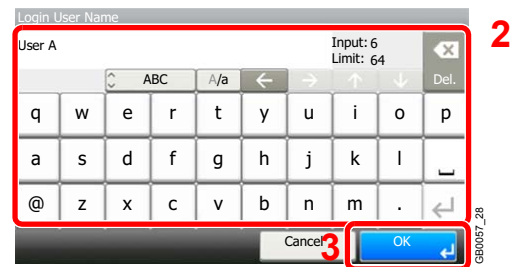 Login User Name
2
User A
Input: 6
Limit: 64
ABC A/a ← → ↑ ↓ Del.
q w e r t y u i o p
a s d f g h j k l ␣
@ z x c v b n m . ↵
Cancel 3 OK
GB0057_28